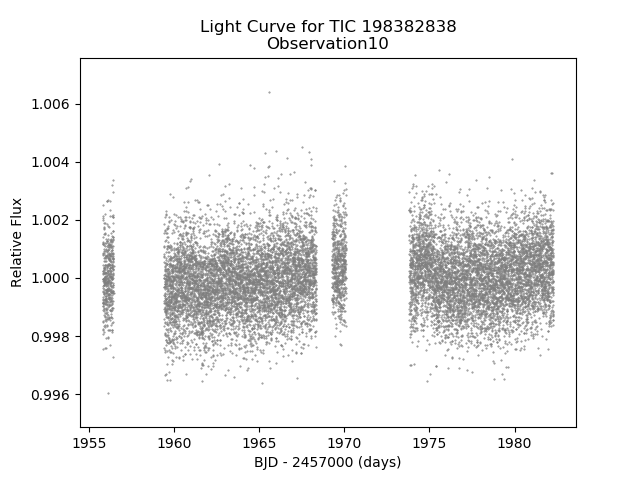 Light Curve for TIC 198382838
Observation10
1.006
1.004
1.002
1.000
0.998
0.996
Relative Flux
1955 1960 1965 1970 1975 1980
BJD - 2457000 (days)